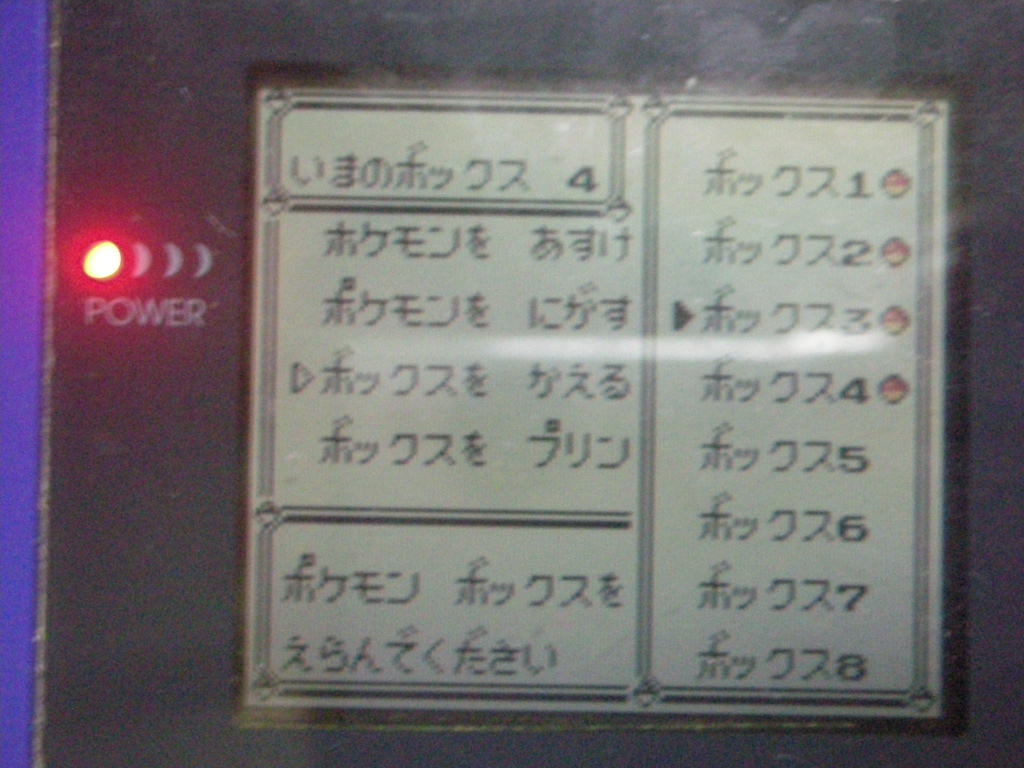 POWER
いまのボックス 4
ポケモンを あずけ
ポケモンを にがす
ボックスを かえる
ボックスを プリン
ポケモン ボックスを
えらんでください
ボックス1
ボックス2
ボックス3
ボックス4
ボックス5
ボックス6
ボックス7
ボックス8